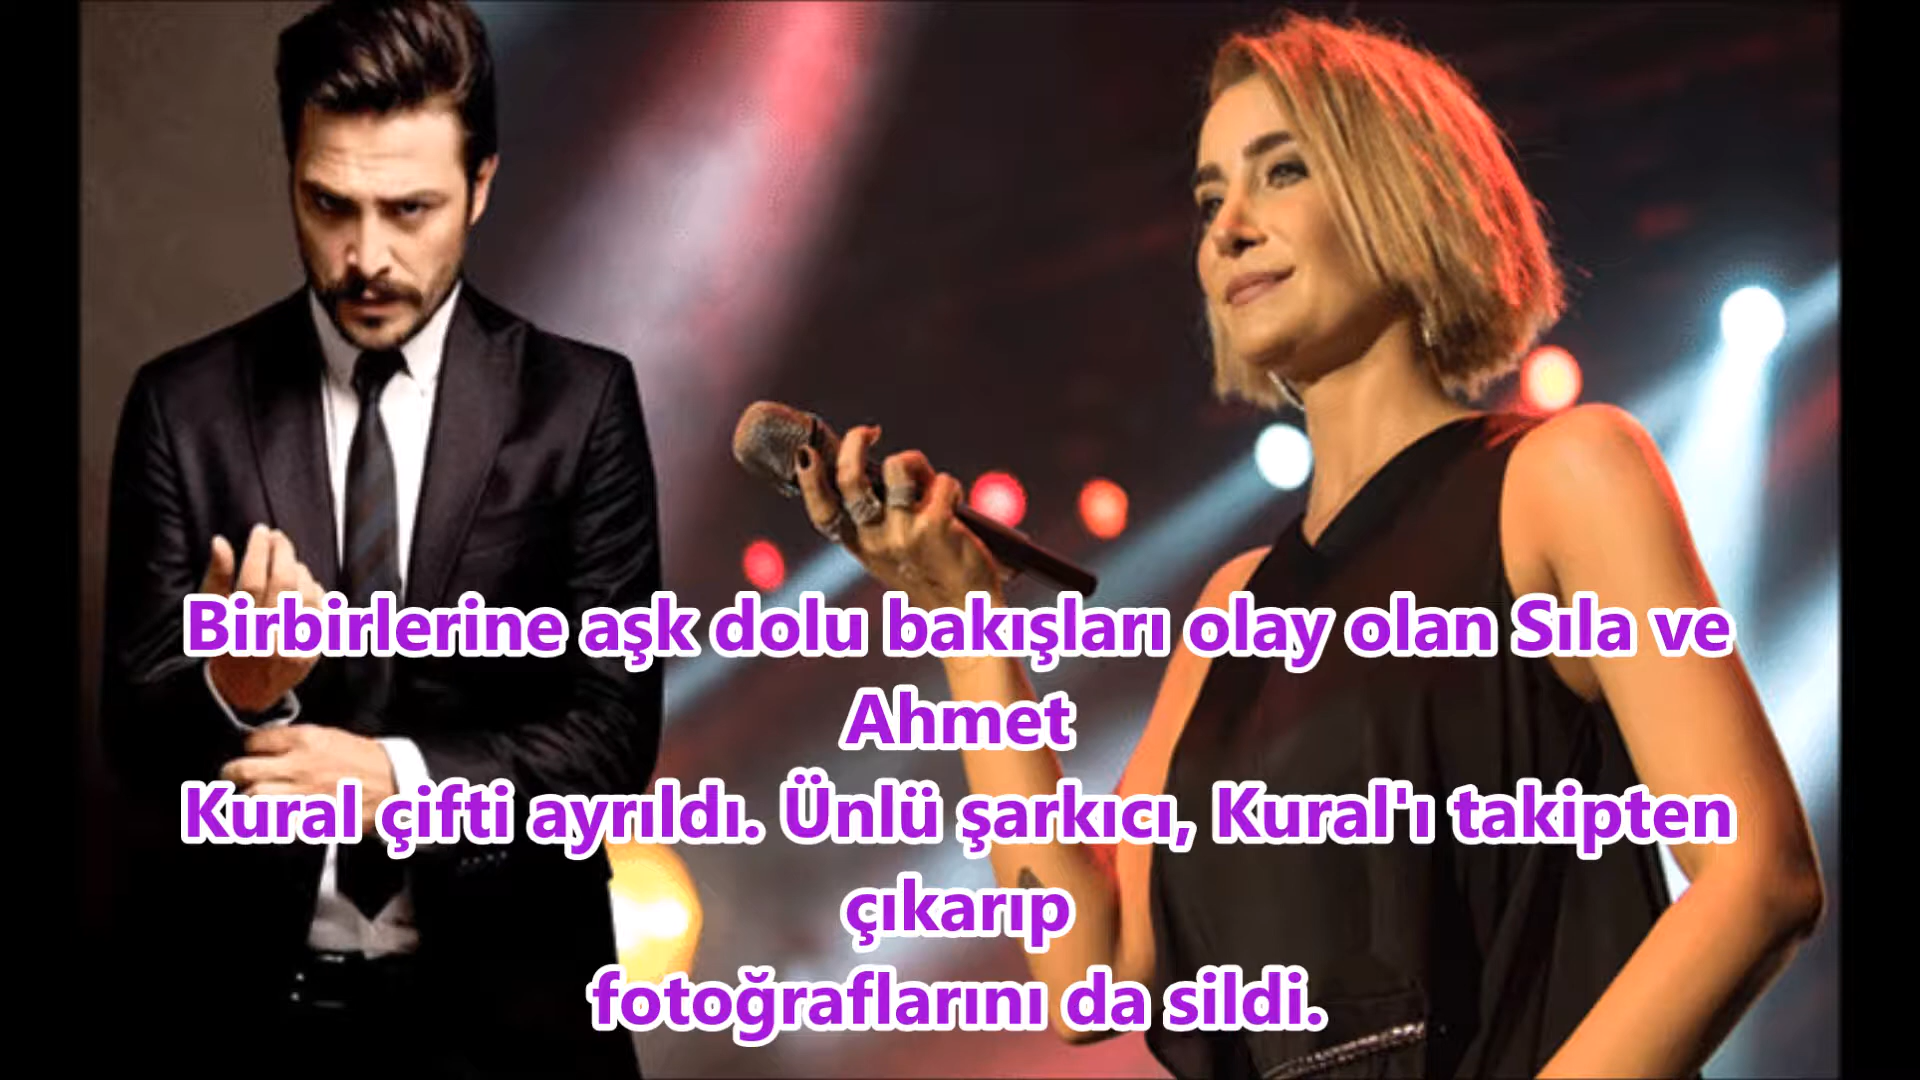 Birbirlerine aşk dolu bakışları olay olan Sıla ve
Ahmet
Kural çifti ayrıldı. Ünlü şarkıcı, Kural'ı takipten
çıkarıp
fotoğraflarını da sildi.